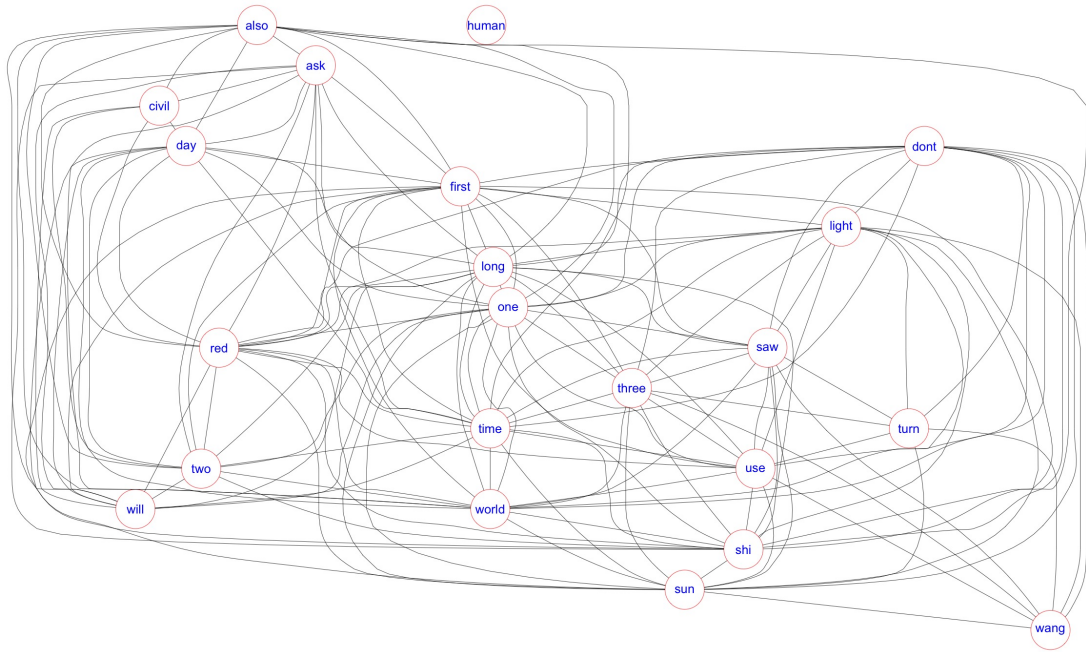 also
human
ask
civil
day
dont
first
light
long
one
red
saw
three
time
turn
two
use
will
world
shi
sun
wang